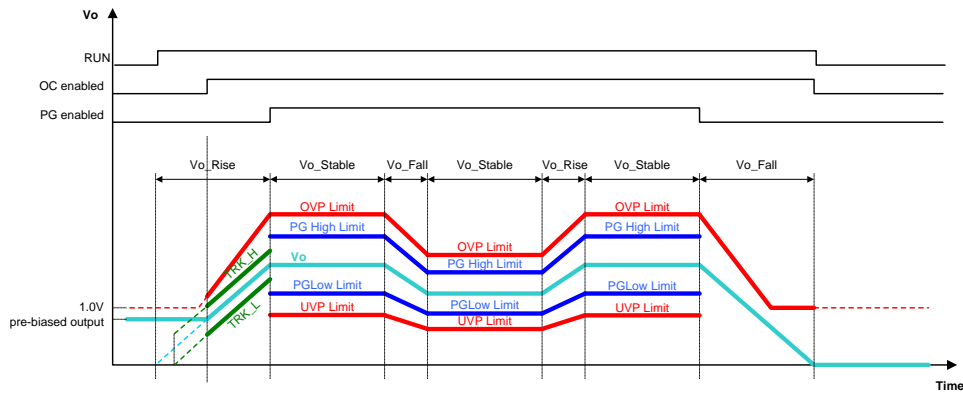 Vo
RUN
OC enabled
PG enabled
Vo_Rise Vo_Stable Vo_Fall Vo_Stable Vo_Rise Vo_Stable Vo_Fall
OVP Limit OVP Limit
PG High Limit PG High Limit
OVP Limit
PG High Limit
TRK_H
Vo
PGLow Limit PGLow Limit
PGLow Limit
1.0V
UVP Limit UVP Limit
UVP Limit
TRK_L
pre-biased output
Time